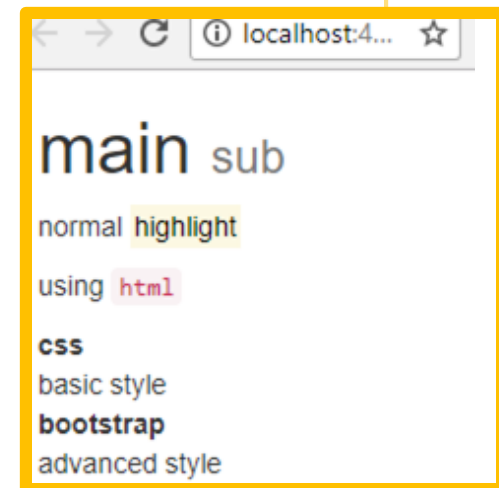 localhost:4...
main sub
normal highlight
using html
css
basic style
bootstrap
advanced style